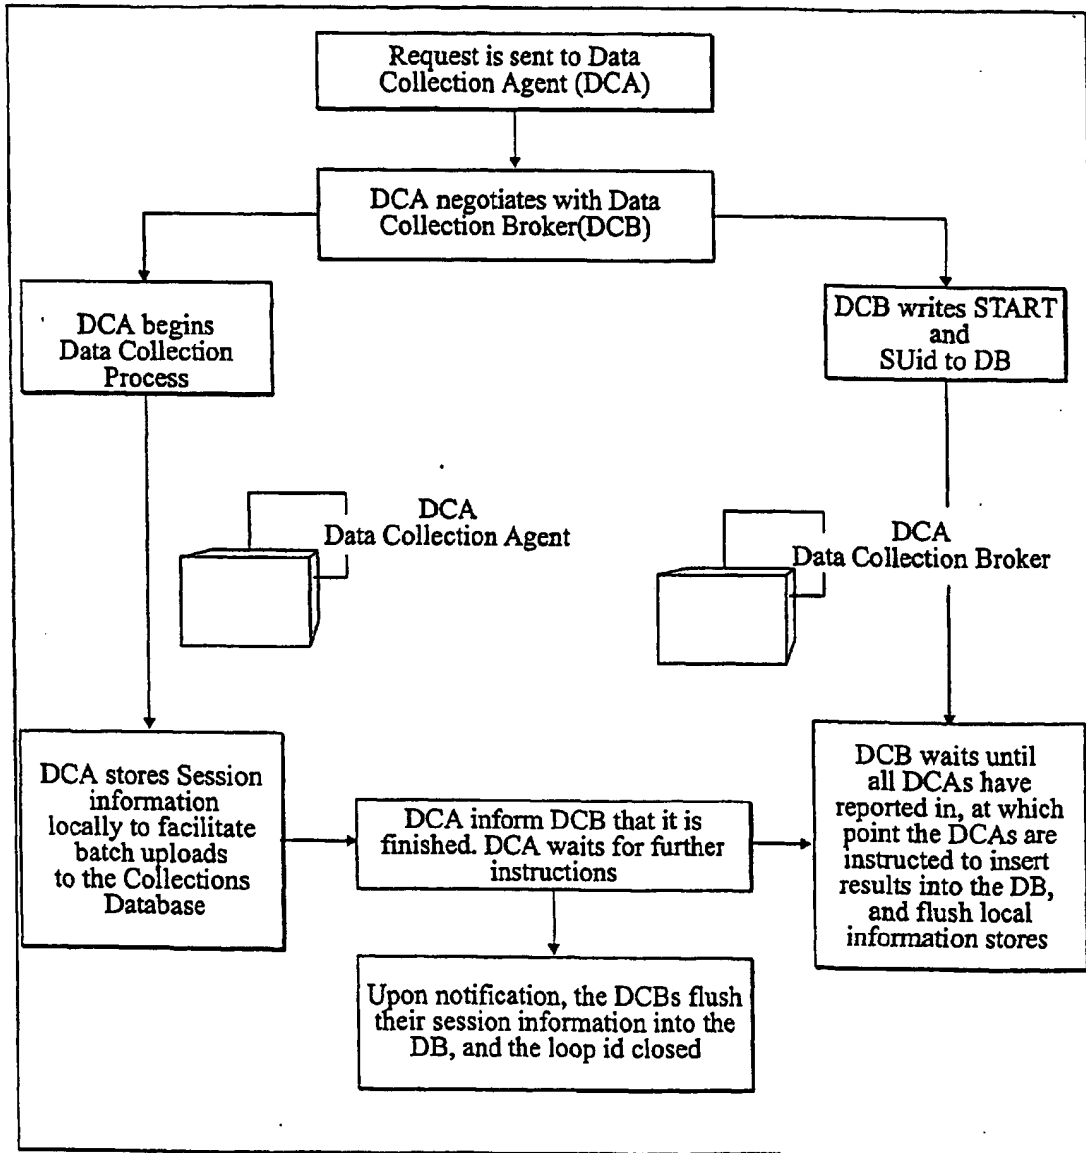 Request is sent to Data
Collection Agent (DCA)
DCA negotiates with Data
Collection Broker(DCB)
DCA begins
Data Collection
Process
DCB writes START
and
SUid to DB
DCA
Data Collection Agent
DCA
Data Collection Broker
DCA stores Session
information
locally to facilitate
batch uploads
to the Collections
Database
DCA inform DCB that it is
finished. DCA waits for further
instructions
DCB waits until
all DCAs have
reported in, at which
point the DCAs are
instructed to insert
results into the DB,
and flush local
information stores
Upon notification, the DCBs flush
their session information into the
DB, and the loop id closed